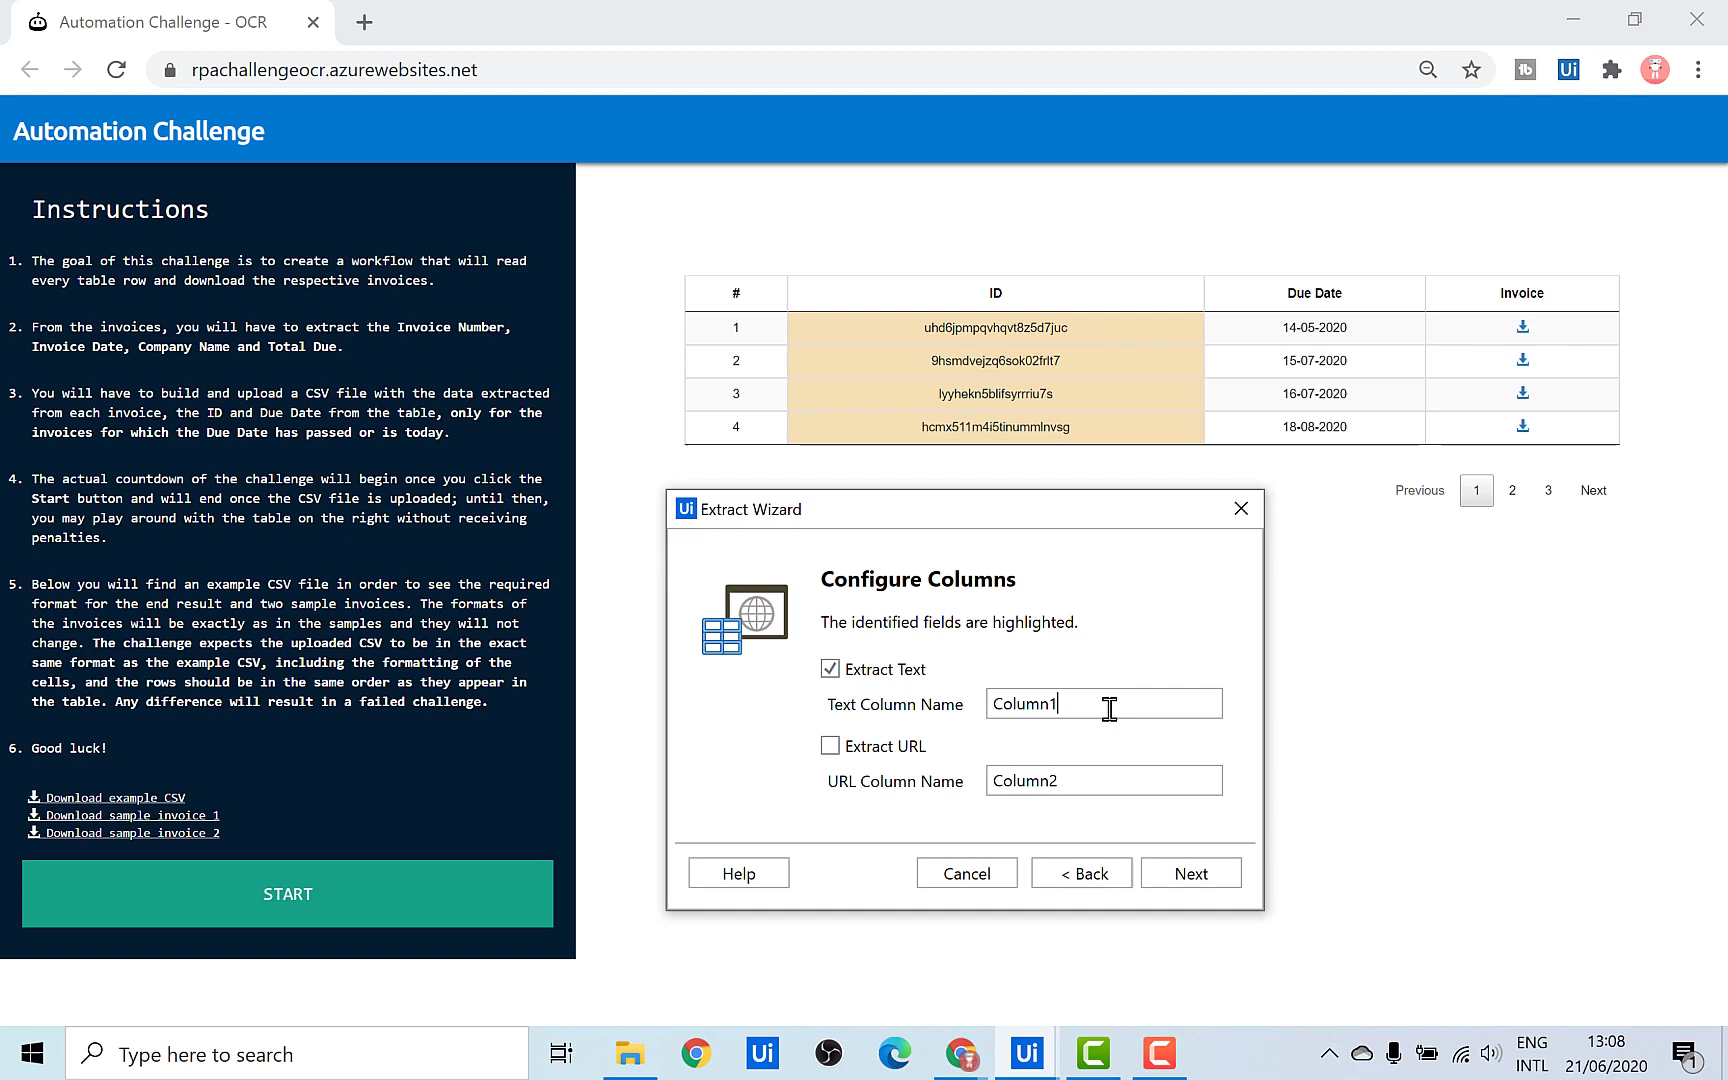 Automation Challenge - OCR
rpachallengeocr.azurewebsites.net
Automation Challenge
Instructions
1. The goal of this challenge is to create a workflow that will read
every table row and download the respective invoices.
2. From the invoices, you will have to extract the Invoice Number,
Invoice Date, Company Name and Total Due.
3. You will have to build and upload a CSV file with the data extracted
from each invoice, the ID and Due Date from the table, only for the
invoices for which the Due Date has passed or is today.
4. The actual countdown of the challenge will begin once you click the
Start button and will end once the CSV file is uploaded; until then,
you may play around with the table on the right without receiving
penalties.
5. Below you will find an example CSV file in order to see the required
format for the end result and two sample invoices. The formats of
the invoices will be exactly as in the samples and they will not
change. The challenge expects the uploaded CSV to be in the exact
same format as the example CSV, including the formatting of the
cells, and the rows should be in the same order as they appear in
the table. Any difference will result in a failed challenge.
6. Good luck!
Download example CSV
Download sample invoice 1
Download sample invoice 2
START
# ID Due Date Invoice
1 uhd6jpmpqvhqvt8z5d7juc 14-05-2020
2 9hsmdvejzq6sok02frlt7 15-07-2020
3 lyyhekn5blifsyrrriu7s 16-07-2020
4 hcmx511m4i5tinummlnvsg 18-08-2020
Previous 1 2 3 Next
Ui Extract Wizard
Configure Columns
The identified fields are highlighted.
Extract Text
Text Column Name Column1
Extract URL
URL Column Name Column2
Help Cancel < Back Next
Type here to search
Ui
Ui
ENG
INTL
13:08
21/06/2020
1